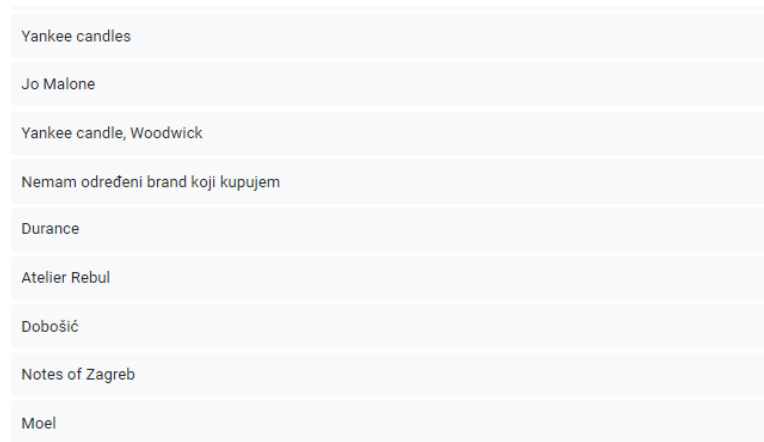 Yankee candles
Jo Malone
Yankee candle, Woodwick
Nemam određeni brand koji kupujem
Durance
Atelier Rebul
Dobošić
Notes of Zagreb
Moel